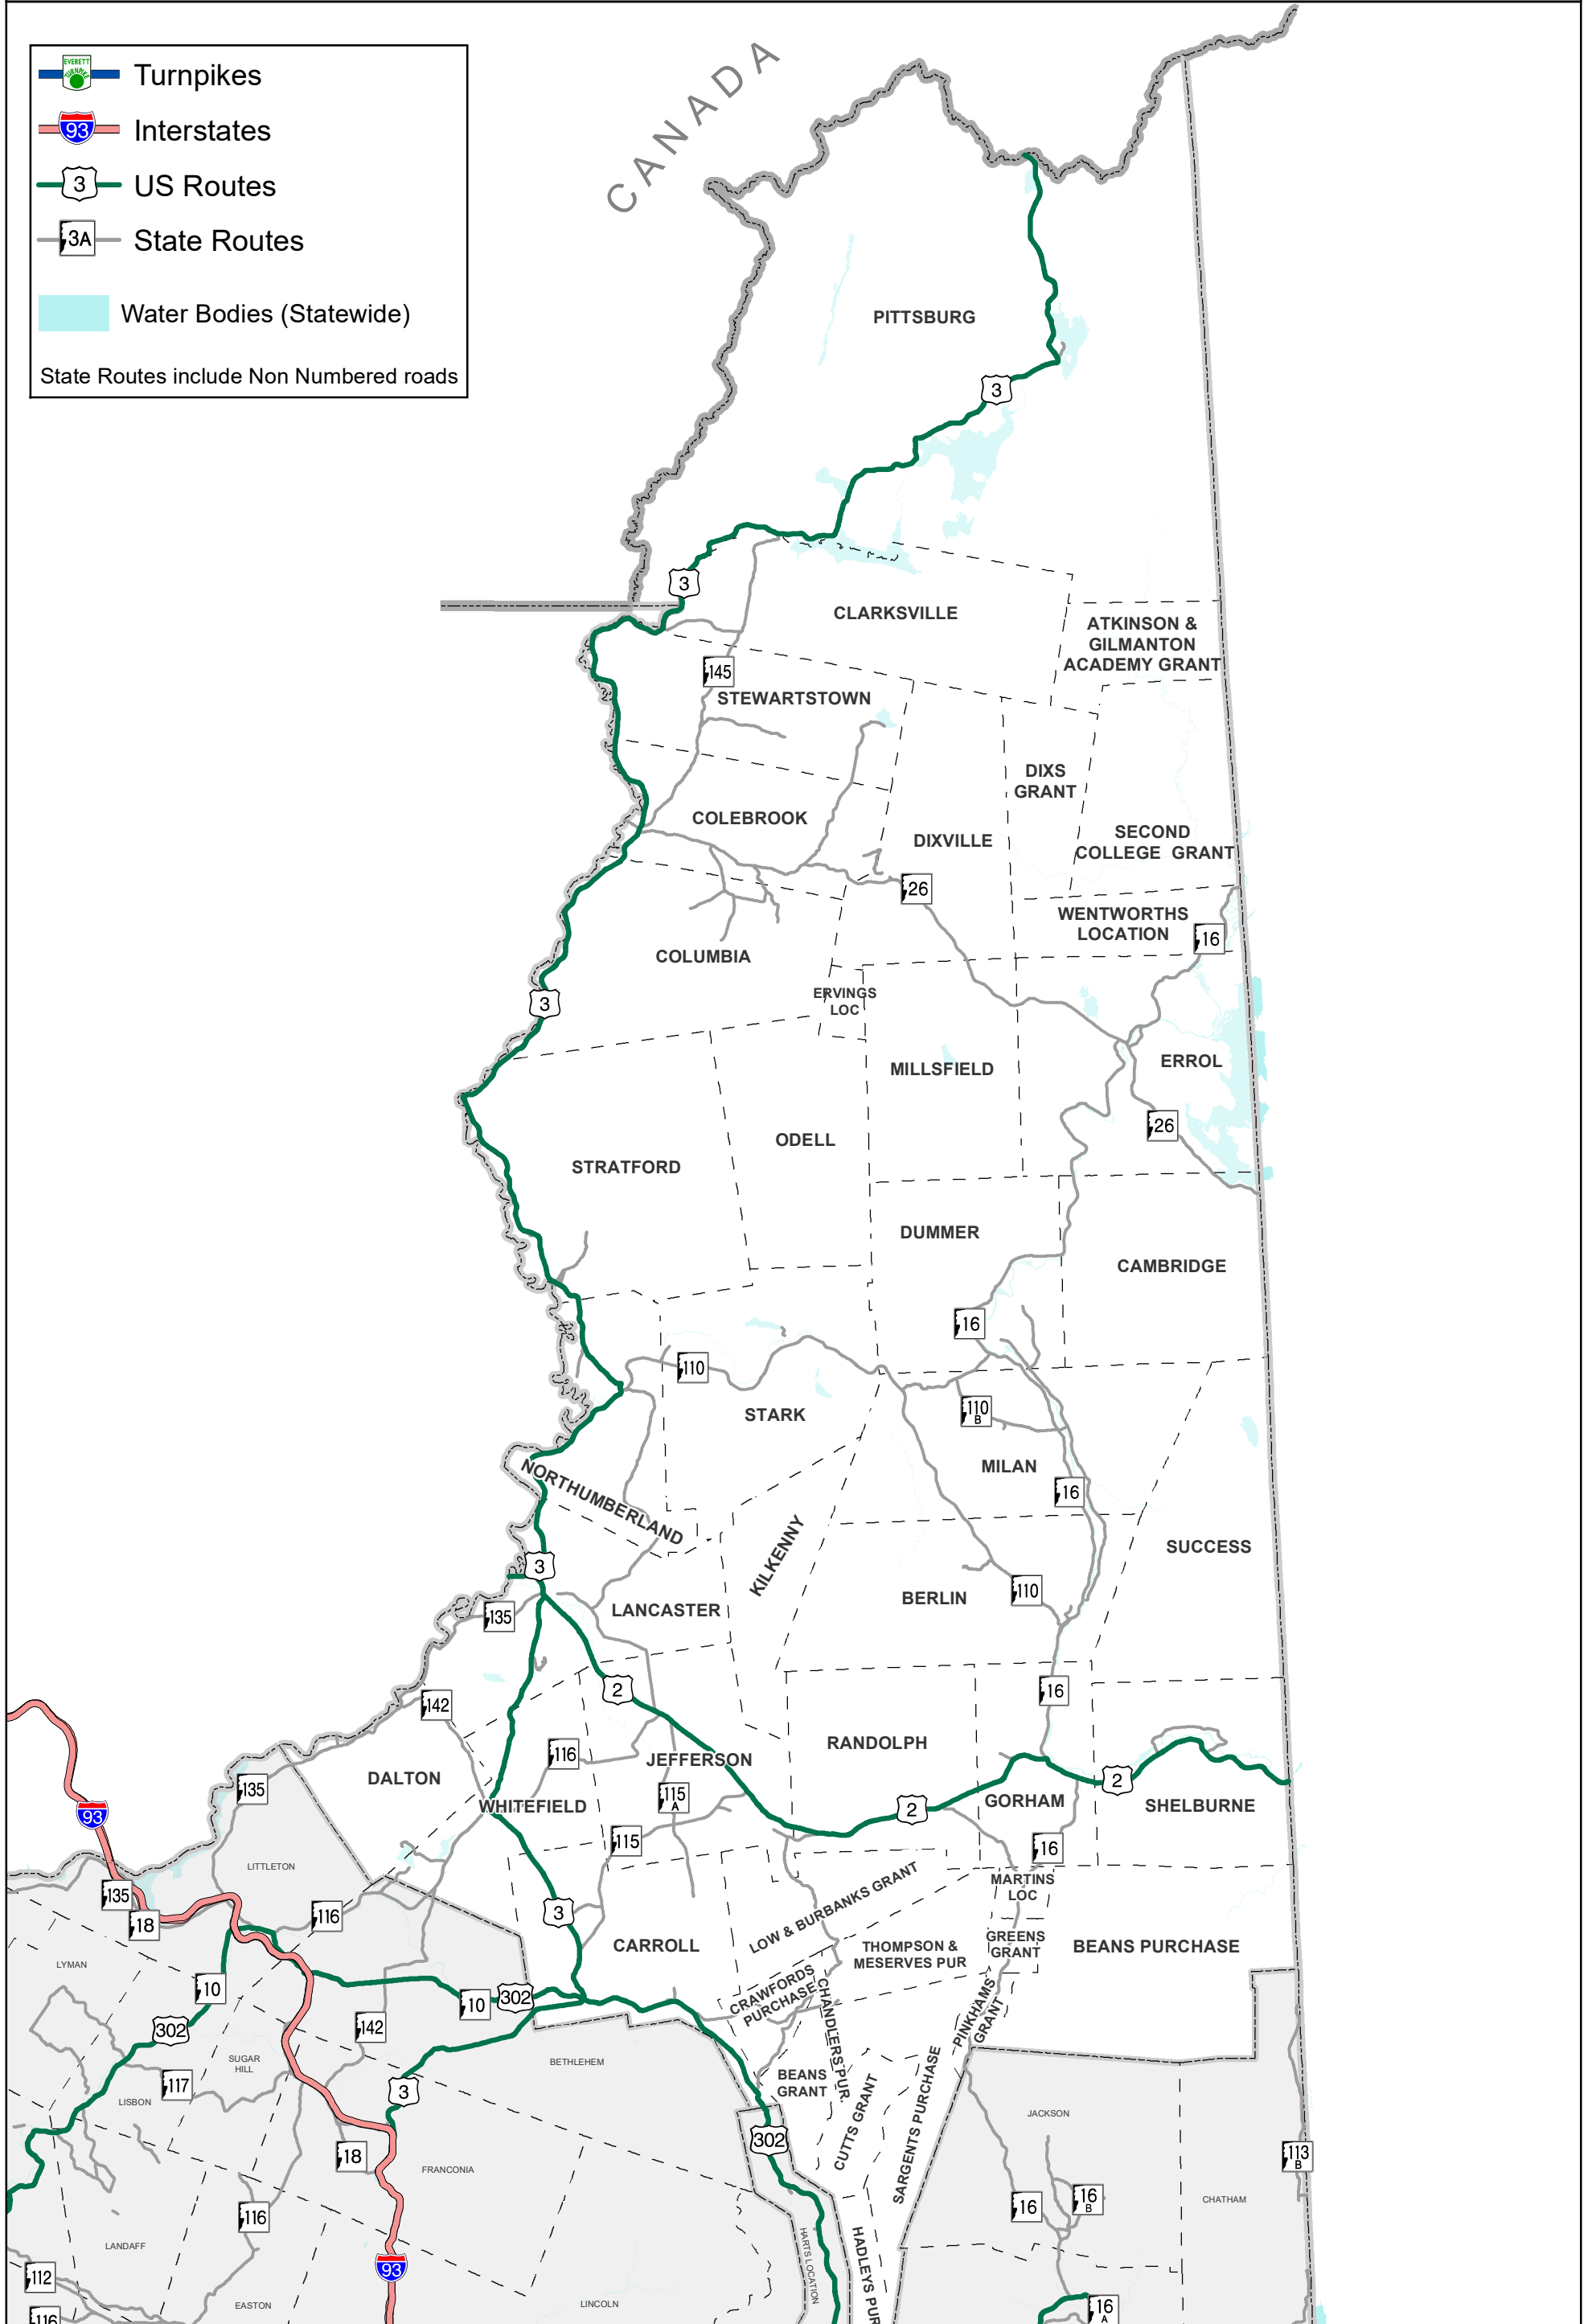 EVERETT
TURNPIKE
Turnpikes
93
Interstates
3
US Routes
3A
State Routes
Water Bodies (Statewide)
State Routes include Non Numbered roads
CANADA
PITTSBURG
3
3
CLARKSVILLE
ATKINSON &
GILMANTON
ACADEMY GRANT
145
STEWARTSTOWN
DIXS
GRANT
COLEBROOK
DIXVILLE
SECOND
COLLEGE GRANT
26
WENTWORTHS
LOCATION
16
COLUMBIA
ERVINGS
LOC
3
MILLSFIELD
ERROL
26
ODELL
STRATFORD
DUMMER
CAMBRIDGE
16
110
110
B
STARK
MILAN
16
NORTHUMBERLAND
KILKENNY
SUCCESS
3
BERLIN
110
LANCASTER
135
2
16
142
RANDOLPH
116
JEFFERSON
DALTON
2
135
115
A
WHITEFIELD
2
GORHAM
SHELBURNE
93
115
16
LITTLETON
MARTINS
LOC
135
18
116
3
LOW & BURBANKS GRANT
CARROLL
THOMPSON &
MESERVES PUR
GREENS
GRANT
BEANS PURCHASE
LYMAN
10
10
302
CRAWFORDS
PURCHASE
CHANDLERS PUR.
PINKHAMS
GRANT
302
142
SUGAR
HILL
BETHLEHEM
117
BEANS
GRANT
3
CUTTS GRANT
SARGENTS PURCHASE
LISBON
JACKSON
302
18
113
B
FRANCONIA
116
16
16
B
CHATHAM
LANDAFF
HARTS LOCATION
HADLEYS PUR
93
112
EASTON
LINCOLN
116
16
A